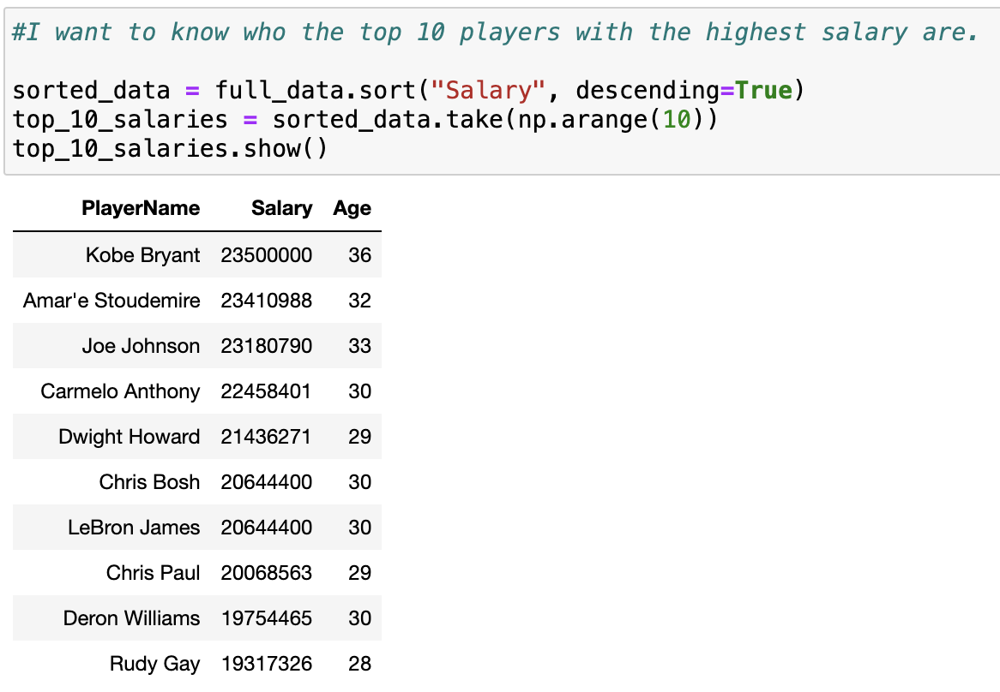 #I want to know who the top 10 players with the highest salary are.
sorted_data = full_data.sort("Salary", descending=True)
top_10_salaries = sorted_data.take(np.arange(10))
top_10_salaries.show()
PlayerName Salary Age
Kobe Bryant 23500000 36
Amar'e Stoudemire 23410988 32
Joe Johnson 23180790 33
Carmelo Anthony 22458401 30
Dwight Howard 21436271 29
Chris Bosh 20644400 30
LeBron James 20644400 30
Chris Paul 20068563 29
Deron Williams 19754465 30
Rudy Gay 19317326 28